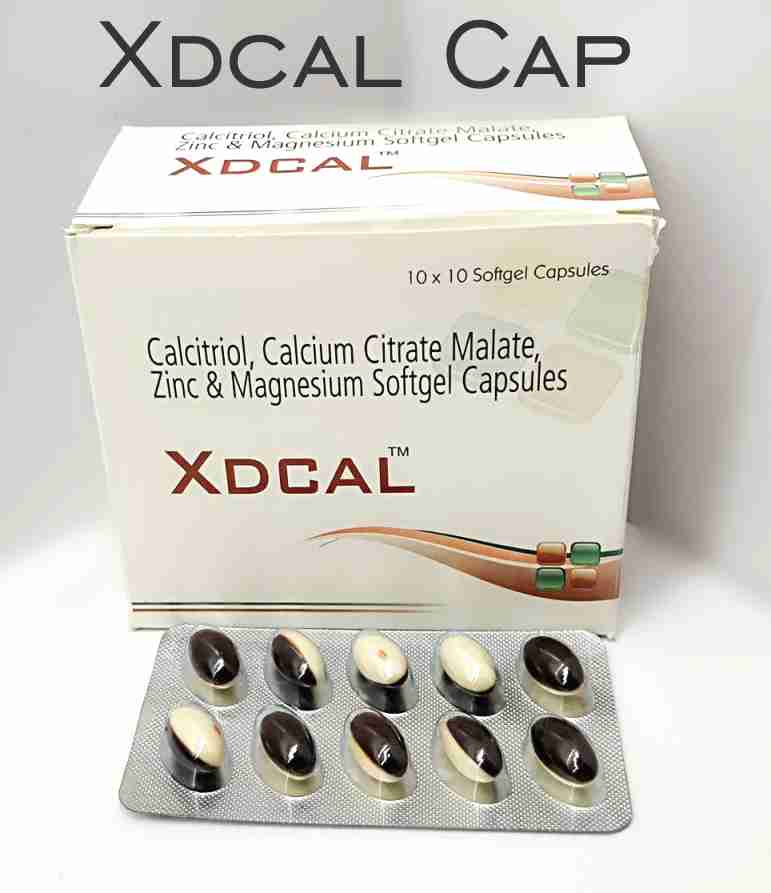 XDCAL CAP
Calcitriol, Calcium Citrate Malate,
Zinc & Magnesium Softgel Capsules
XDCAL™
10 x 10 Softgel Capsules
Calcitriol, Calcium Citrate Malate,
Zinc & Magnesium Softgel Capsules
XDCAL™